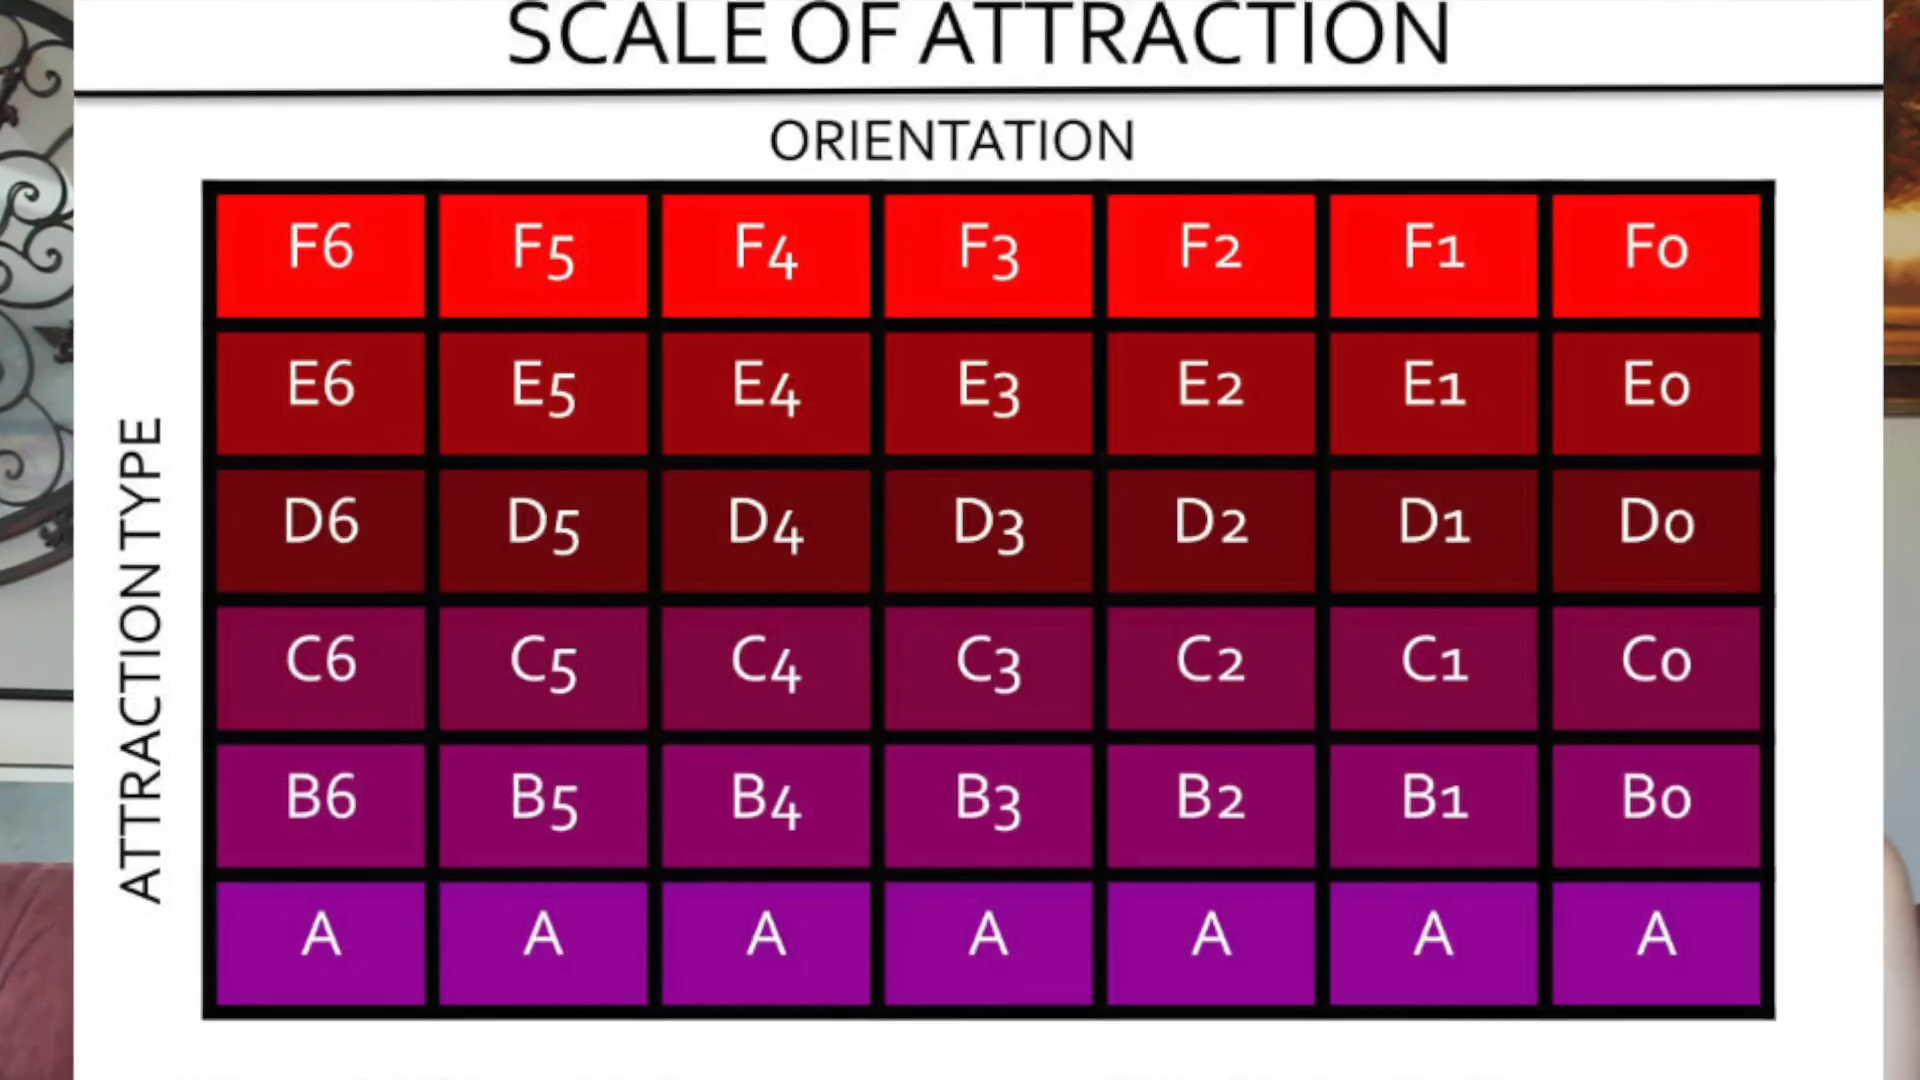 SCALE OF ATTRACTION
ORIENTATION
ATTRACTION TYPE
F6 F5 F4 F3 F2 F1 F0
E6 E5 E4 E3 E2 E1 E0
D6 D5 D4 D3 D2 D1 D0
C6 C5 C4 C3 C2 C1 C0
B6 B5 B4 B3 B2 B1 B0
A A A A A A A